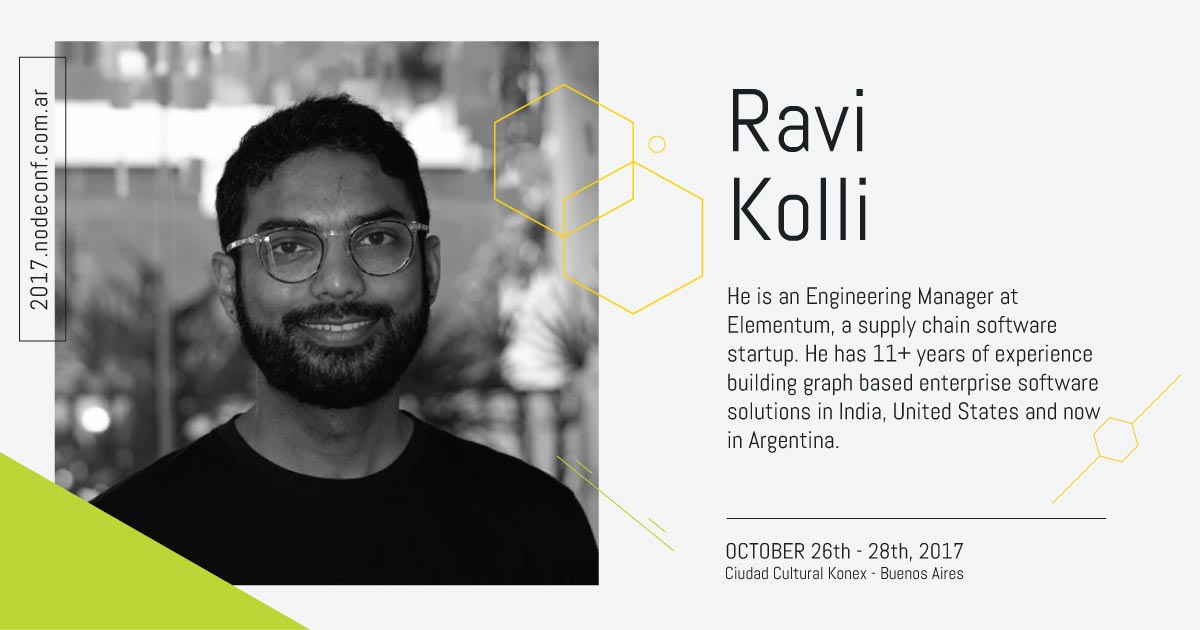 2017.nodeconf.com.ar
Ravi
Kolli
He is an Engineering Manager at
Elementum, a supply chain software
startup. He has 11+ years of experience
building graph based enterprise software
solutions in India, United States and now
in Argentina.
OCTOBER 26th - 28th, 2017
Ciudad Cultural Konex - Buenos Aires